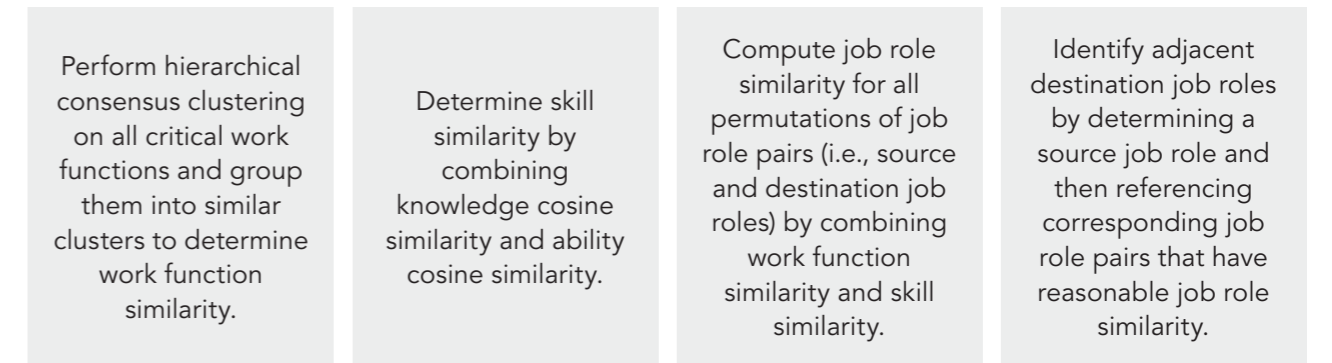 Perform hierarchical
consensus clustering
on all critical work
functions and group
them into similar
clusters to determine
work function
similarity.
Determine skill
similarity by
combining
knowledge cosine
similarity and ability
cosine similarity.
Compute job role
similarity for all
permutations of job
role pairs (i.e., source
and destination job
roles) by combining
work function
similarity and skill
similarity.
Identify adjacent
destination job roles
by determining a
source job role and
then referencing
corresponding job
role pairs that have
reasonable job role
similarity.